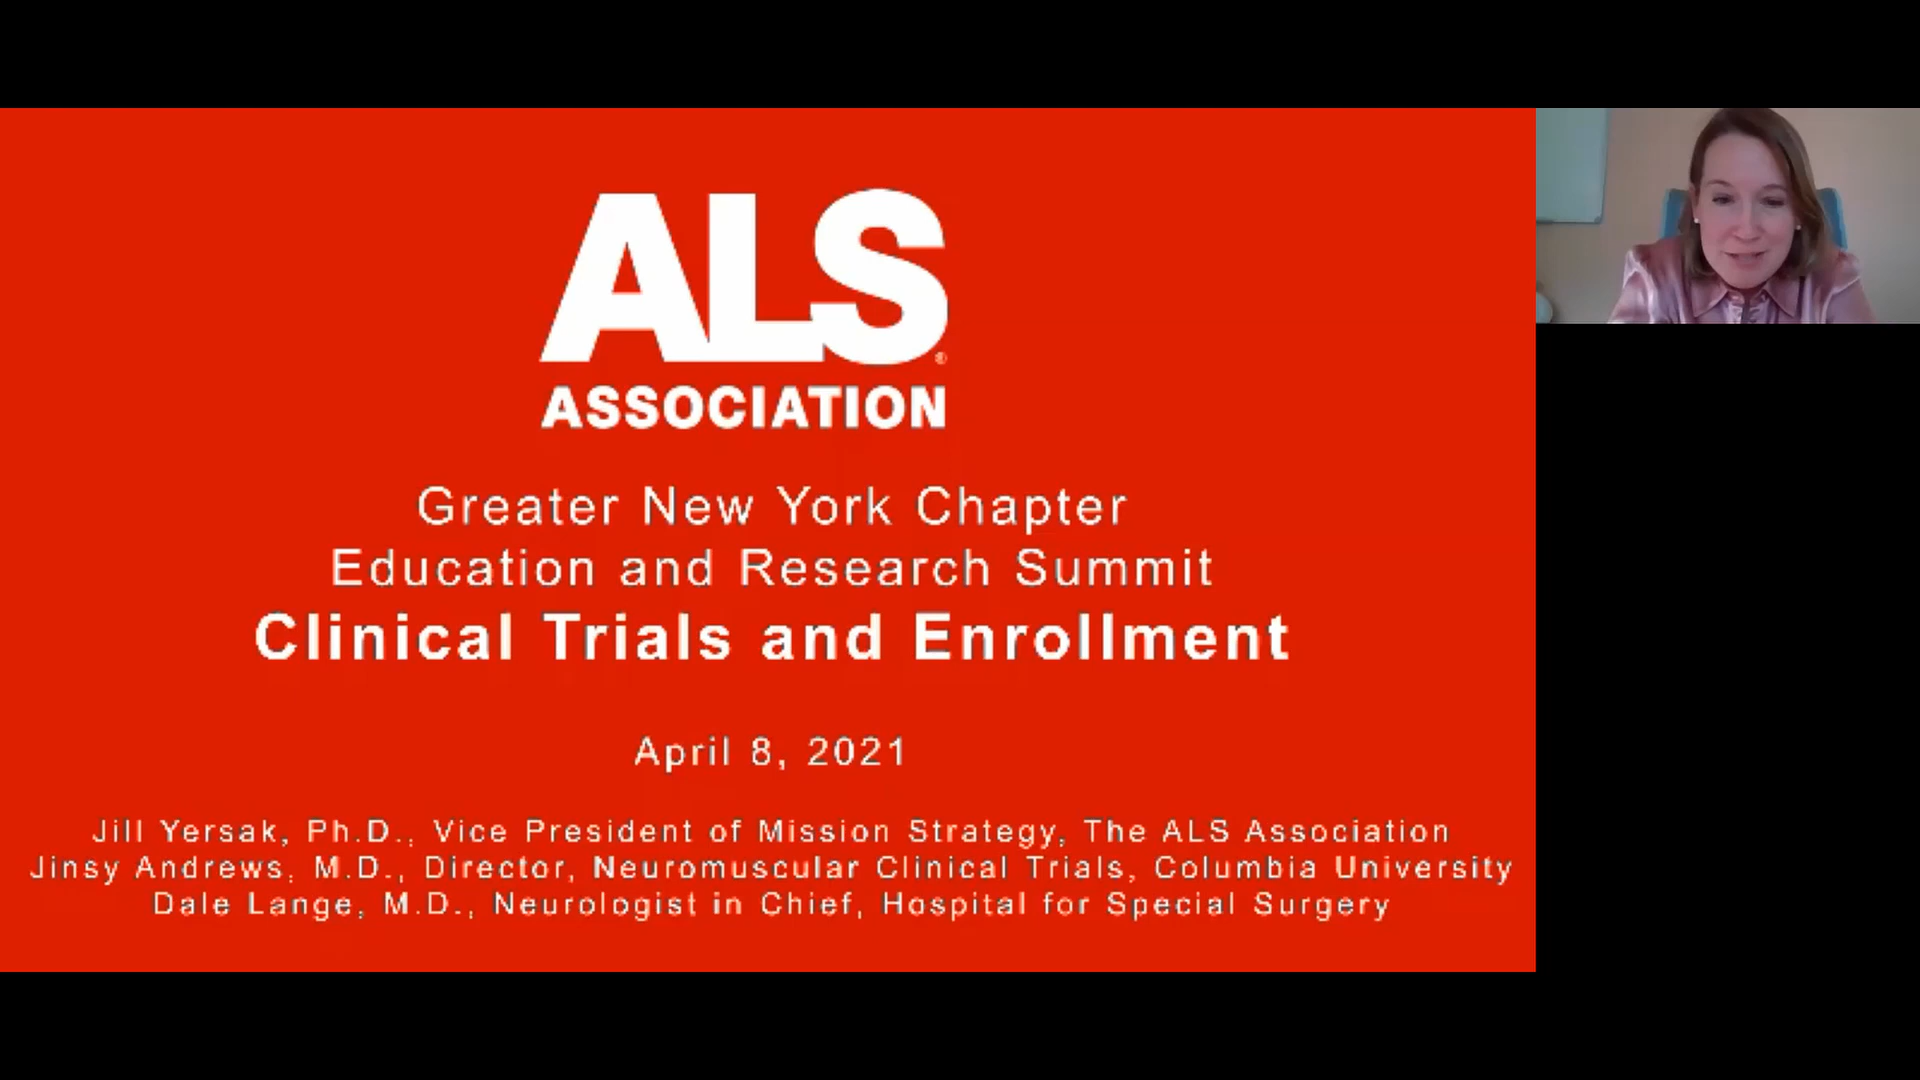 ALS
ASSOCIATION
Greater New York Chapter
Education and Research Summit
Clinical Trials and Enrollment
April 8, 2021
Jill Yersak, Ph.D., Vice President of Mission Strategy, The ALS Association
Jinsy Andrews, M.D., Director, Neuromuscular Clinical Trials, Columbia University
Dale Lange, M.D., Neurologist in Chief, Hospital for Special Surgery